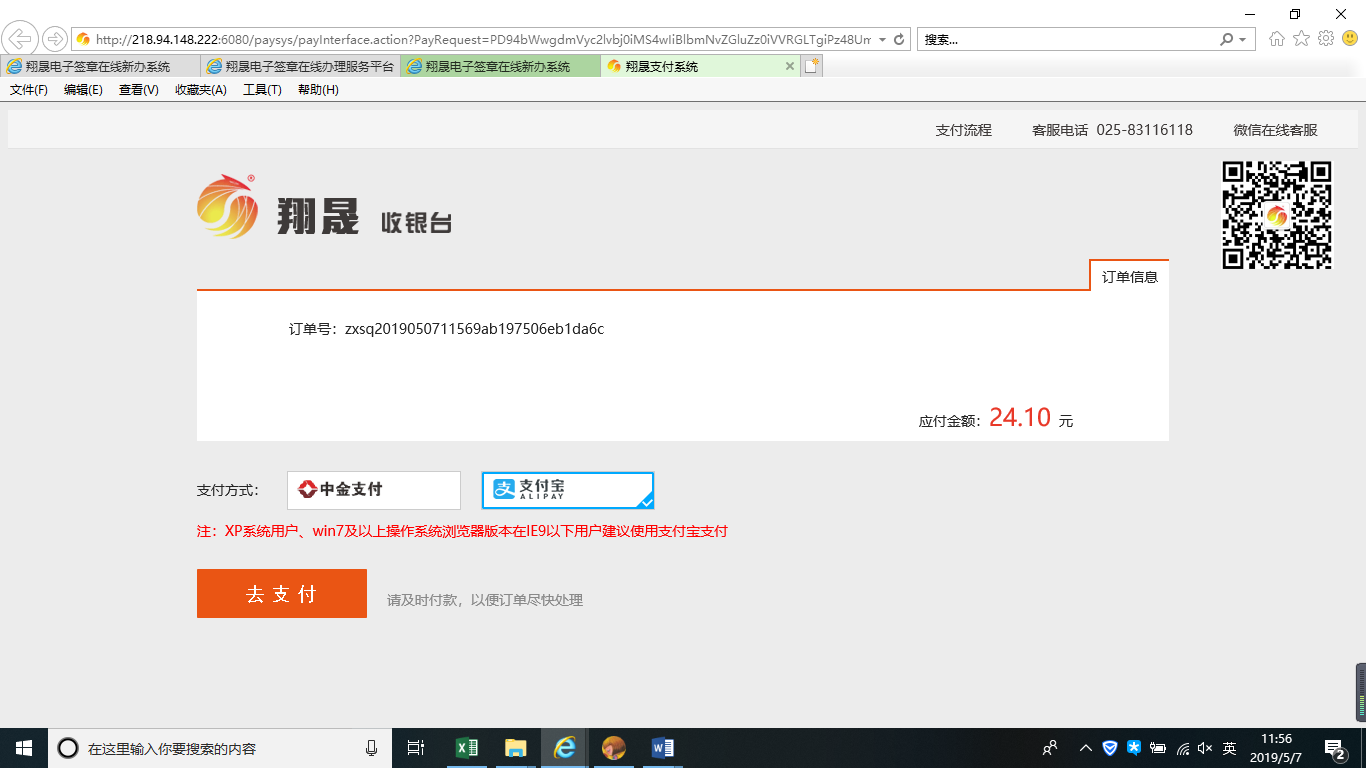 http://218.94.148.222:6080/paysys/payInterface.action?PayRequest=PD94bWwgdmVyc2lvbj0iMS4wIiBlbmNvZGluZz0iVVRGLTgiPz48Um
搜索...
翔晟电子签章在线新办系统
翔晟电子签章在线办理服务平台
翔晟电子签章在线新办系统
翔晟支付系统
文件(F) 编辑(E) 查看(V) 收藏夹(A) 工具(T) 帮助(H)
支付流程 客服电话 025-83116118 微信在线客服
翔晟 收银台
订单信息
订单号：zxsq2019050711569ab197506eb1da6c
应付金额：24.10 元
支付方式： 中金支付 支付宝
ALIPAY
注：XP系统用户、win7及以上操作系统浏览器版本在IE9以下用户建议使用支付宝支付
去支付 请及时付款，以便订单尽快处理
在这里输入你要搜索的内容
英
11:56
2019/5/7
2